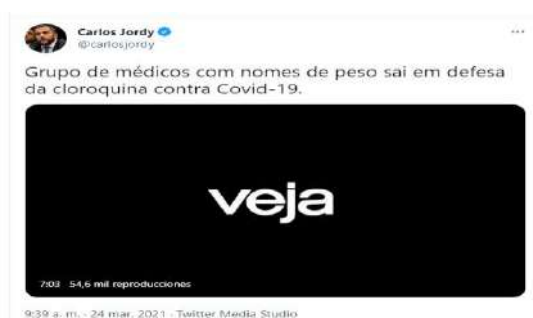 Carlos Jordy
@carlosjordy
Grupo de médicos com nomes de peso sai em defesa
da cloroquina contra Covid-19.
veja
7:03 54,6 mil reproducciones
9:39 a. m. · 24 mar. 2021 · Twitter Media Studio